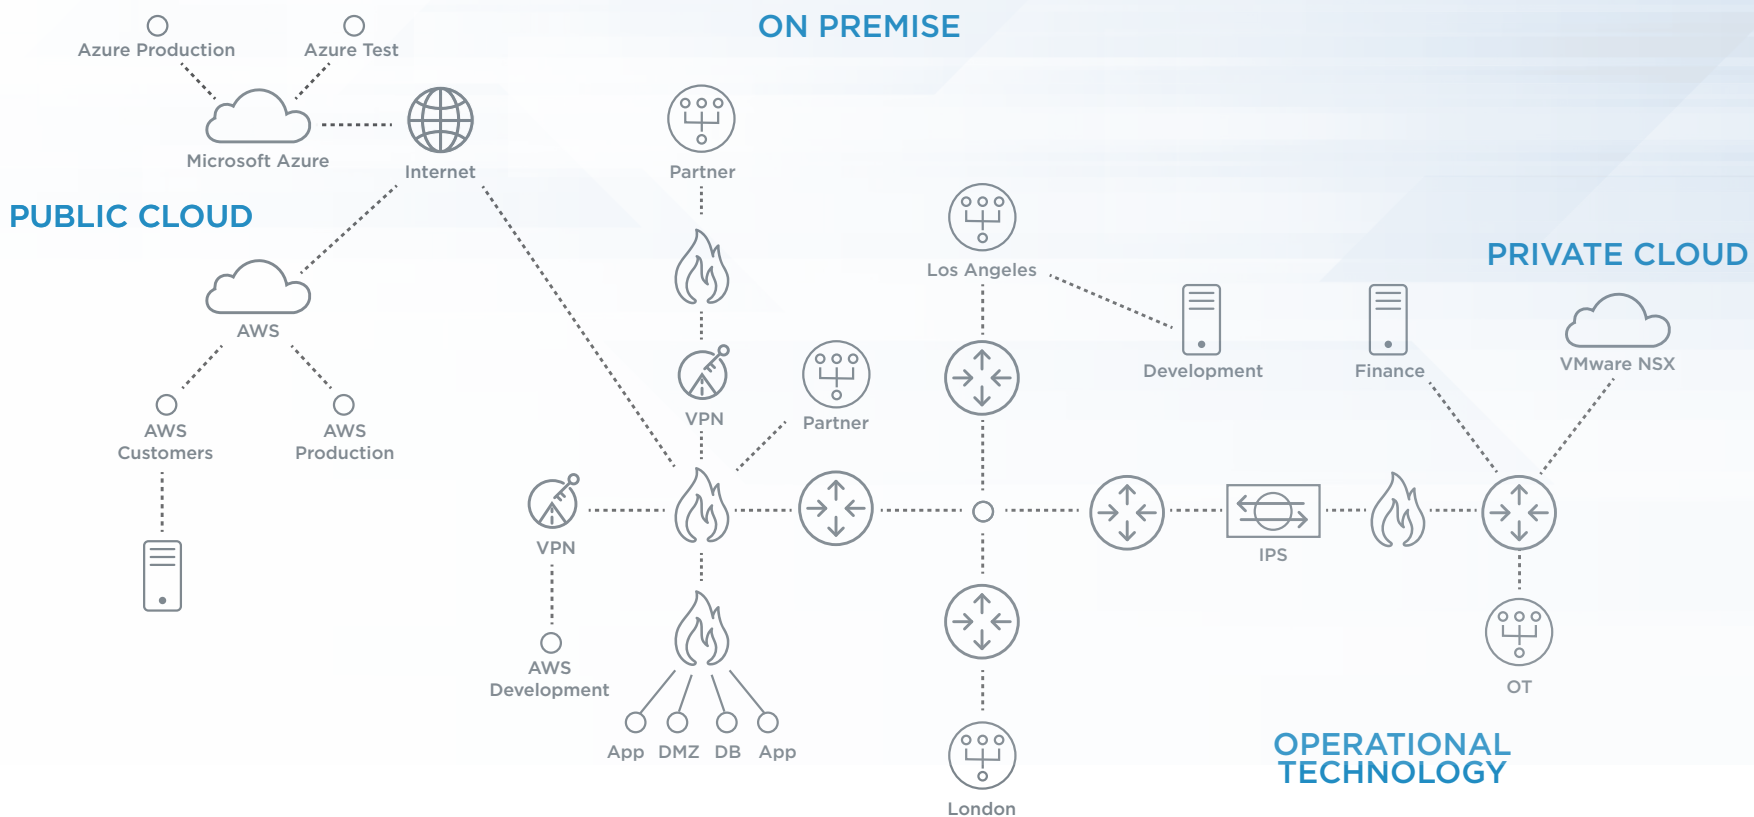 ON PREMISE
Azure Production
Azure Test
Microsoft Azure
Internet
Partner
PUBLIC CLOUD
Los Angeles
PRIVATE CLOUD
AWS
Development
Finance
VMware NSX
VPN
Partner
AWS
Customers
AWS
Production
VPN
IPS
AWS
Development
OT
App
DMZ
DB
App
OPERATIONAL
TECHNOLOGY
London